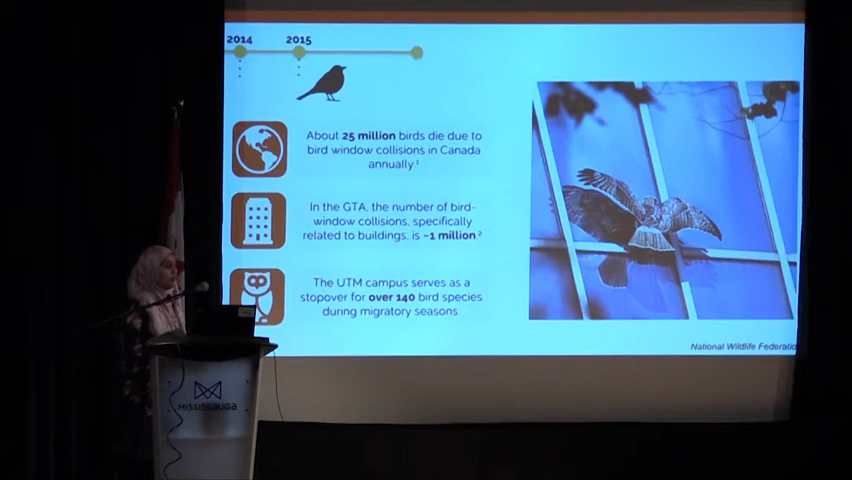 2014 2015
About 25 million birds die due to
bird window collisions in Canada
annually.1
In the GTA, the number of bird-
window collisions, specifically
related to buildings, is ~1 million.2
The UTM campus serves as a
stopover for over 140 bird species
during migratory seasons
National Wildlife Federatio
MISSISSAUGA